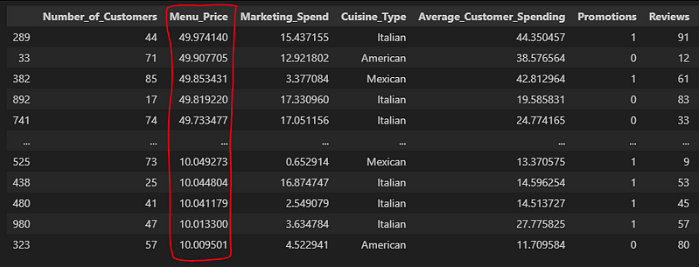 Number_of_Customers Menu_Price Marketing_Spend Cuisine_Type Average_Customer_Spending Promotions Reviews
289 44 49.974140 15.437155 Italian 44.350457 1 91
33 71 49.907705 12.921802 American 38.576564 0 12
382 85 49.853431 3.377084 Mexican 42.812964 1 61
892 17 49.819220 17.330960 Italian 19.585831 0 83
741 74 49.733477 17.051156 Italian 24.774165 0 33
... ... ... ... ... ... ... ...
525 73 10.049273 0.652914 Mexican 13.370575 1 9
438 25 10.044804 16.874747 Italian 14.596254 1 53
480 41 10.041179 2.549079 Italian 14.513727 1 45
980 47 10.013300 3.634784 Italian 27.775825 1 57
323 57 10.009501 4.522941 American 11.709584 0 80